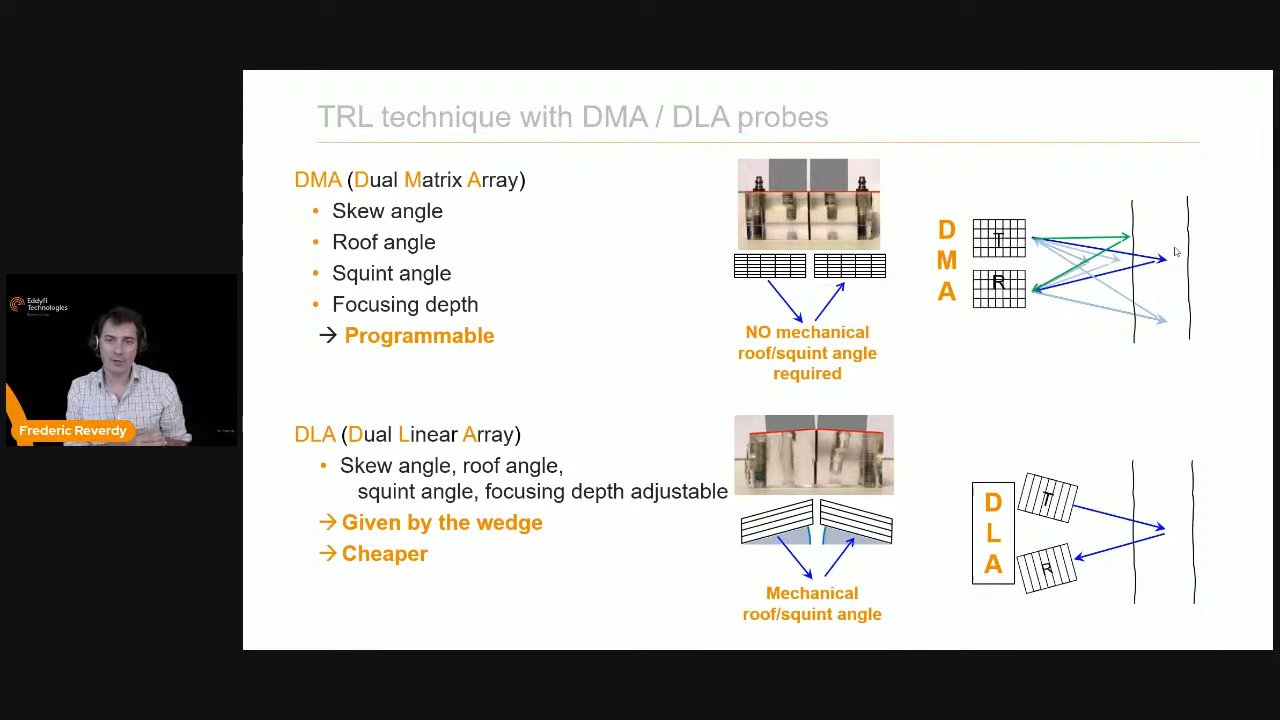 TRL technique with DMA / DLA probes
DMA (Dual Matrix Array)
• Skew angle
• Roof angle
• Squint angle
• Focusing depth
→ Programmable
NO mechanical
roof/squint angle
required
D
M
A
T
R
Eddyfi
Technologies
Frederic Reverdy
DLA (Dual Linear Array)
• Skew angle, roof angle,
squint angle, focusing depth adjustable
→ Given by the wedge
→ Cheaper
Mechanical
roof/squint angle
D
L
A
T
R